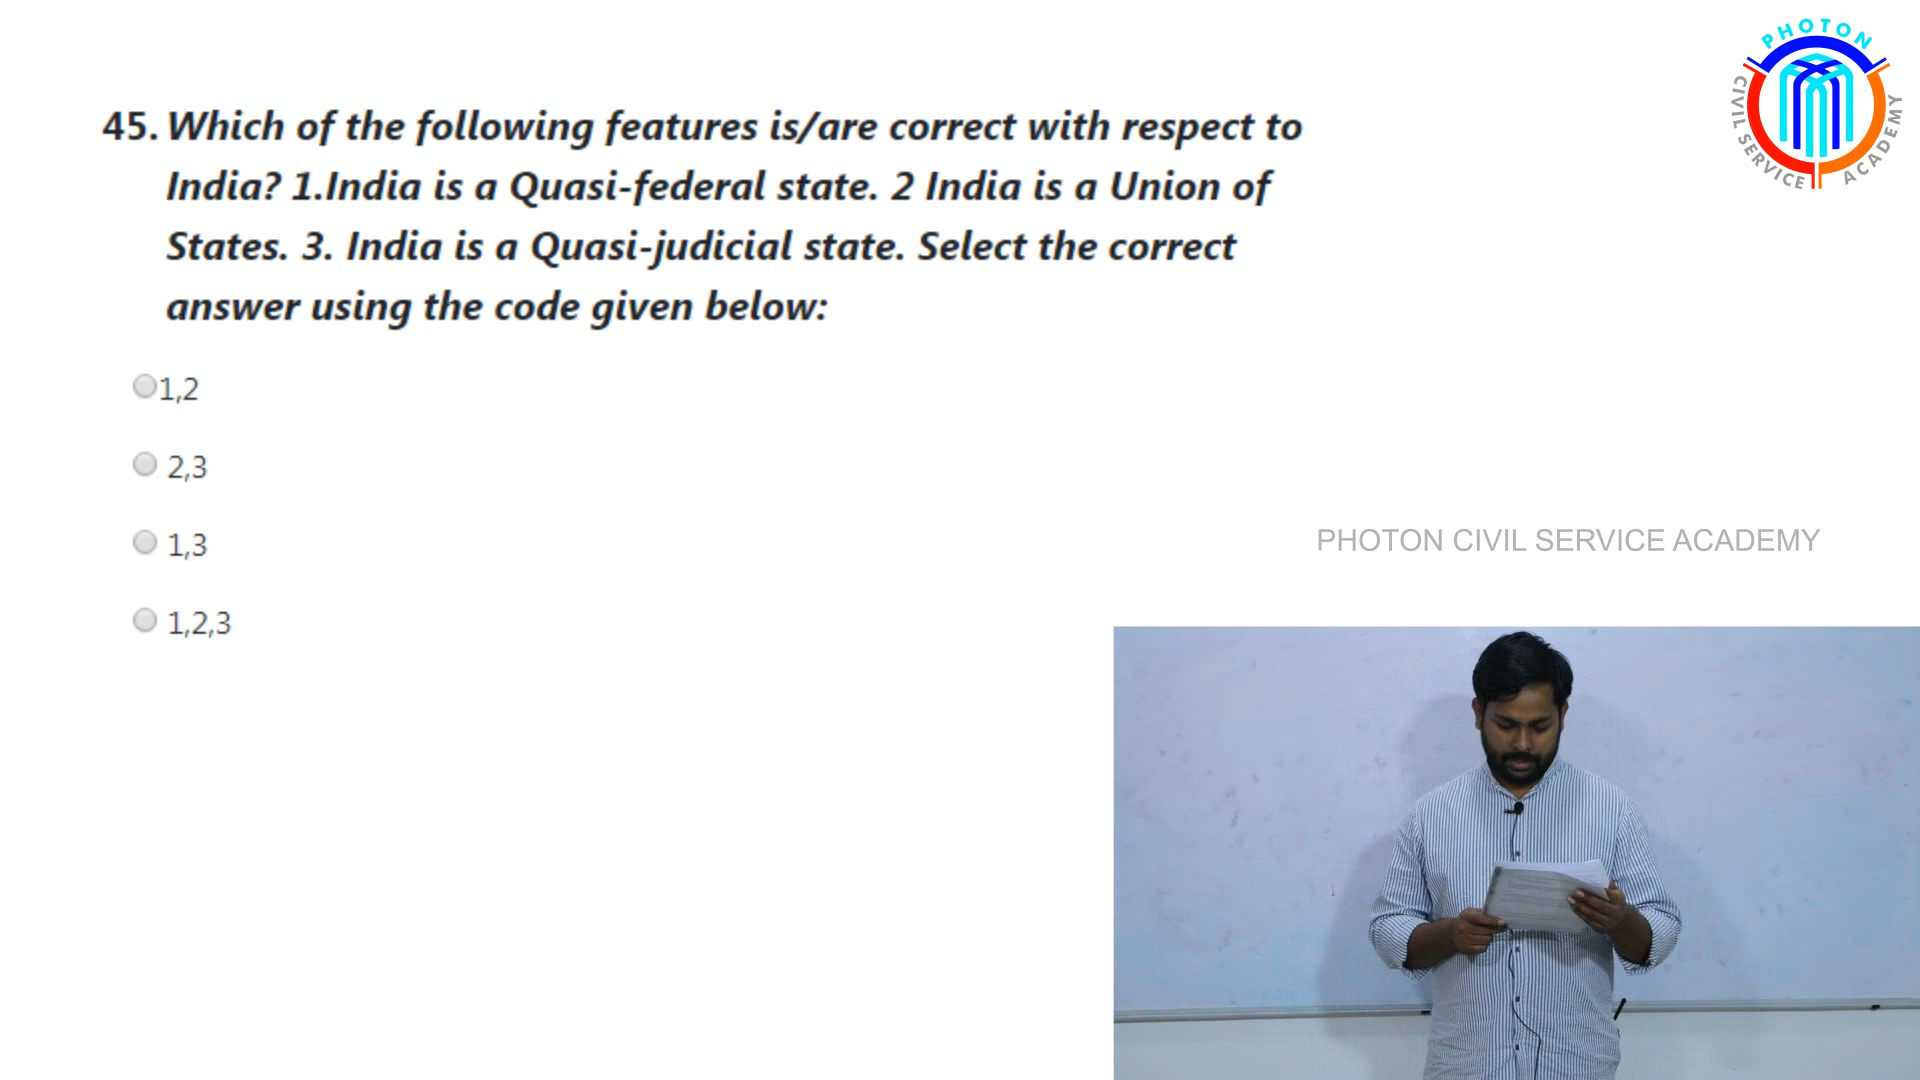 PHOTON
CIVIL SERVICE ACADEMY
45. Which of the following features is/are correct with respect to
India? 1.India is a Quasi-federal state. 2 India is a Union of
States. 3. India is a Quasi-judicial state. Select the correct
answer using the code given below:
1,2
2,3
1,3
1,2,3
PHOTON CIVIL SERVICE ACADEMY